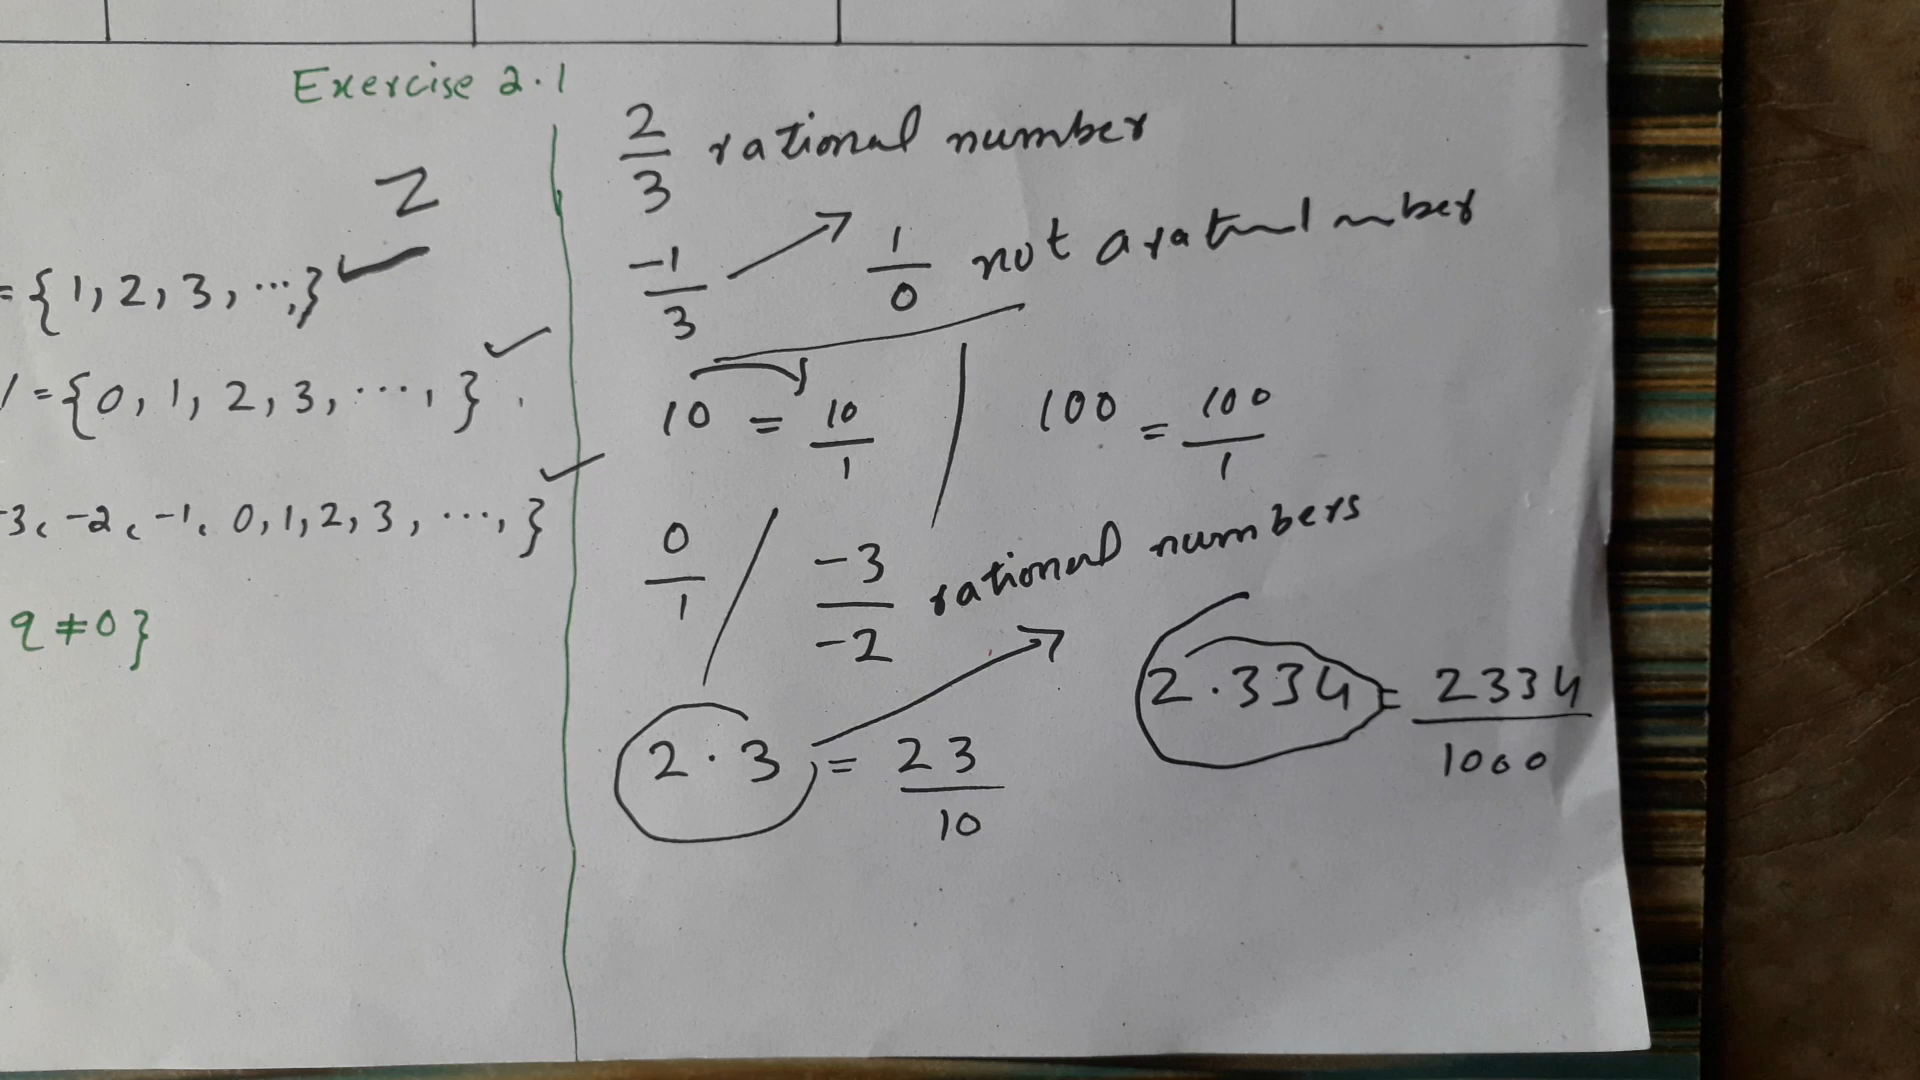 Exercise 2.1
Z
= {1, 2, 3, ...,}
= {0, 1, 2, 3, ..., }
-3, -2, -1, 0, 1, 2, 3, ..., }
q ≠ 0}
2/3 rational number
-1/3
1/0 not a
10 = 10/1
100 = 100/1
0/1
-3/-2 rational numbers
2.3 = 23/10
2.334 = 2334/1000